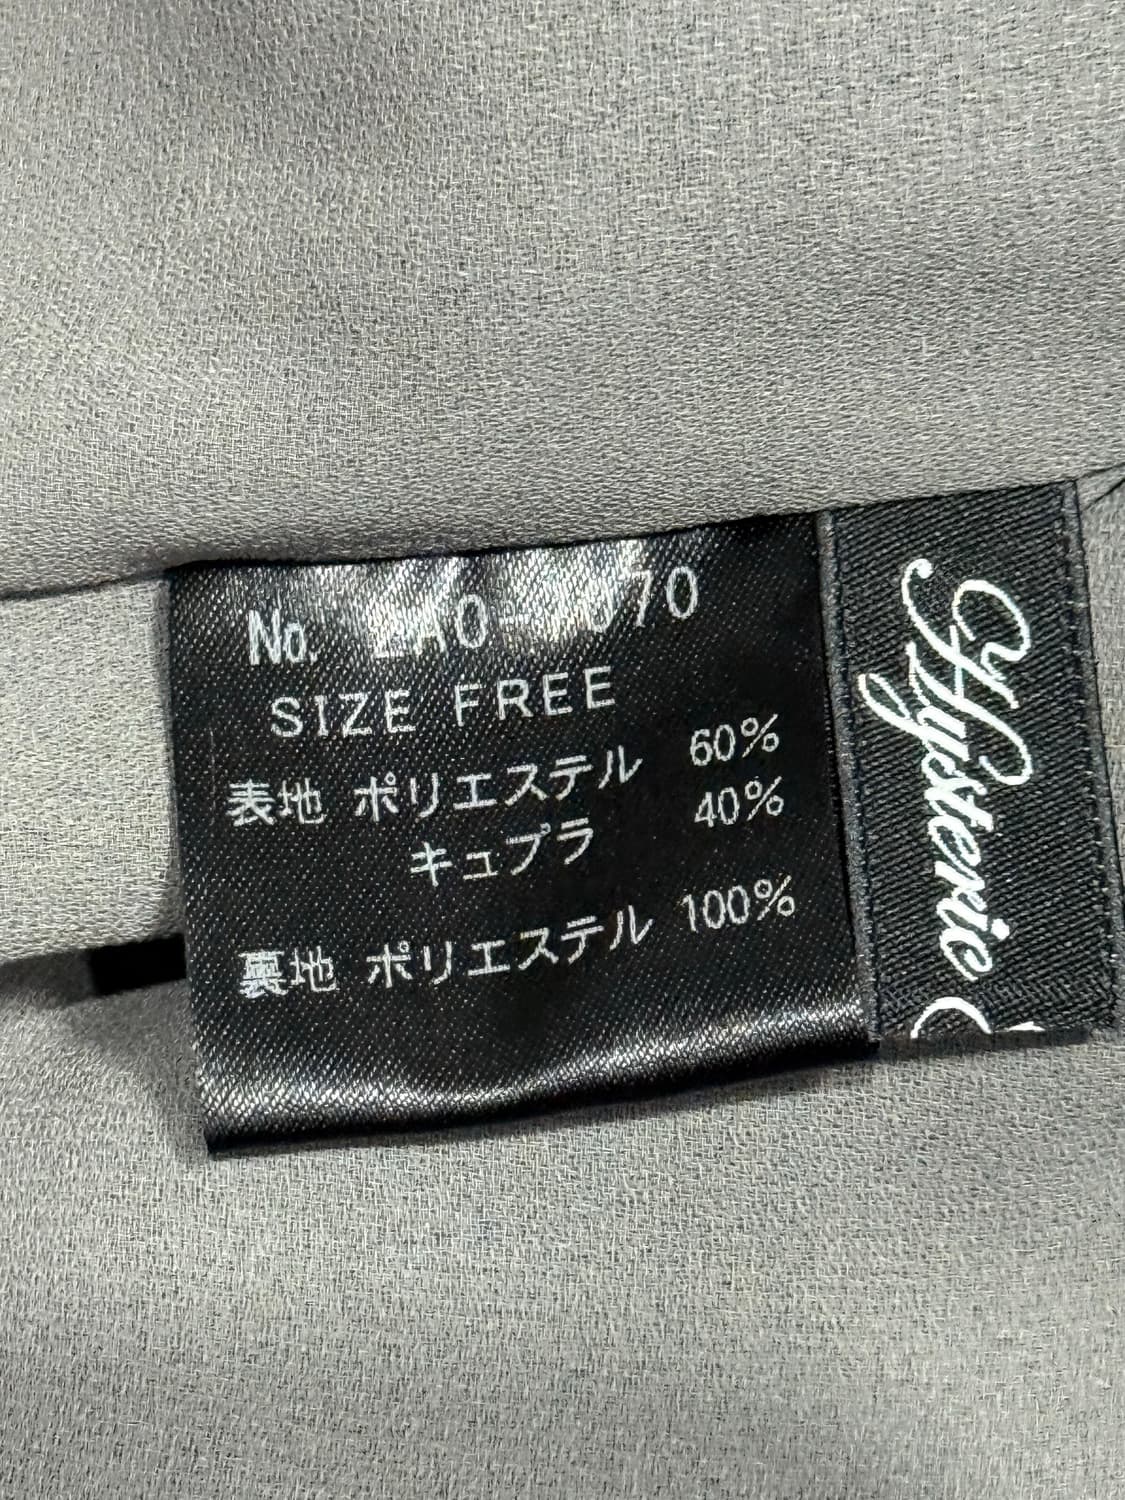 No.
SIZE FREE
表地 ポリエステル 60%
キュプラ 40%
裏地 ポリエステル 100%
Hysteric